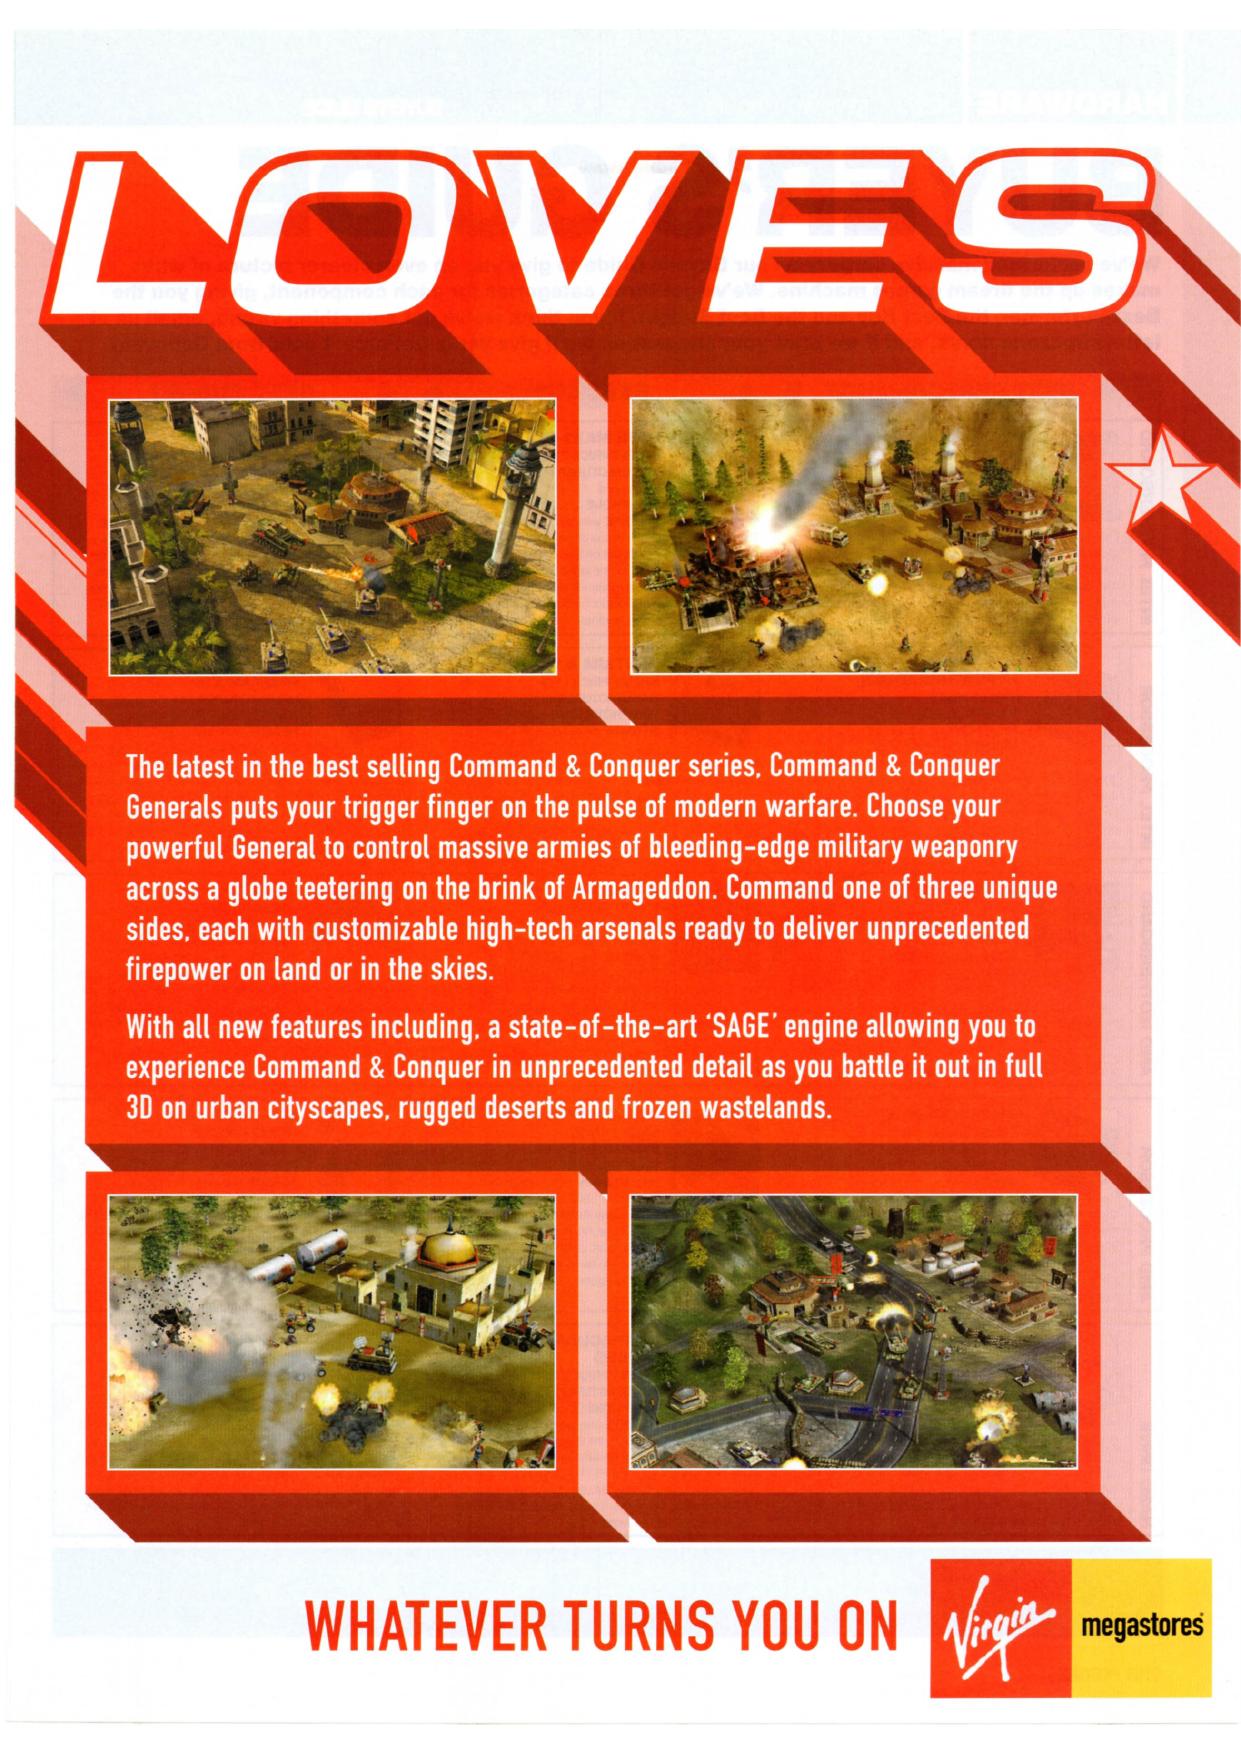 LOVES
The latest in the best selling Command & Conquer series, Command & Conquer
Generals puts your trigger finger on the pulse of modern warfare. Choose your
powerful General to control massive armies of bleeding-edge military weaponry
across a globe teetering on the brink of Armageddon. Command one of three unique
sides, each with customizable high-tech arsenals ready to deliver unprecedented
firepower on land or in the skies.
With all new features including, a state-of-the-art ‘SAGE’ engine allowing you to
experience Command & Conquer in unprecedented detail as you battle it out in full
3D on urban cityscapes, rugged deserts and frozen wastelands.
WHATEVER TURNS YOU ON
Virgin
megastores